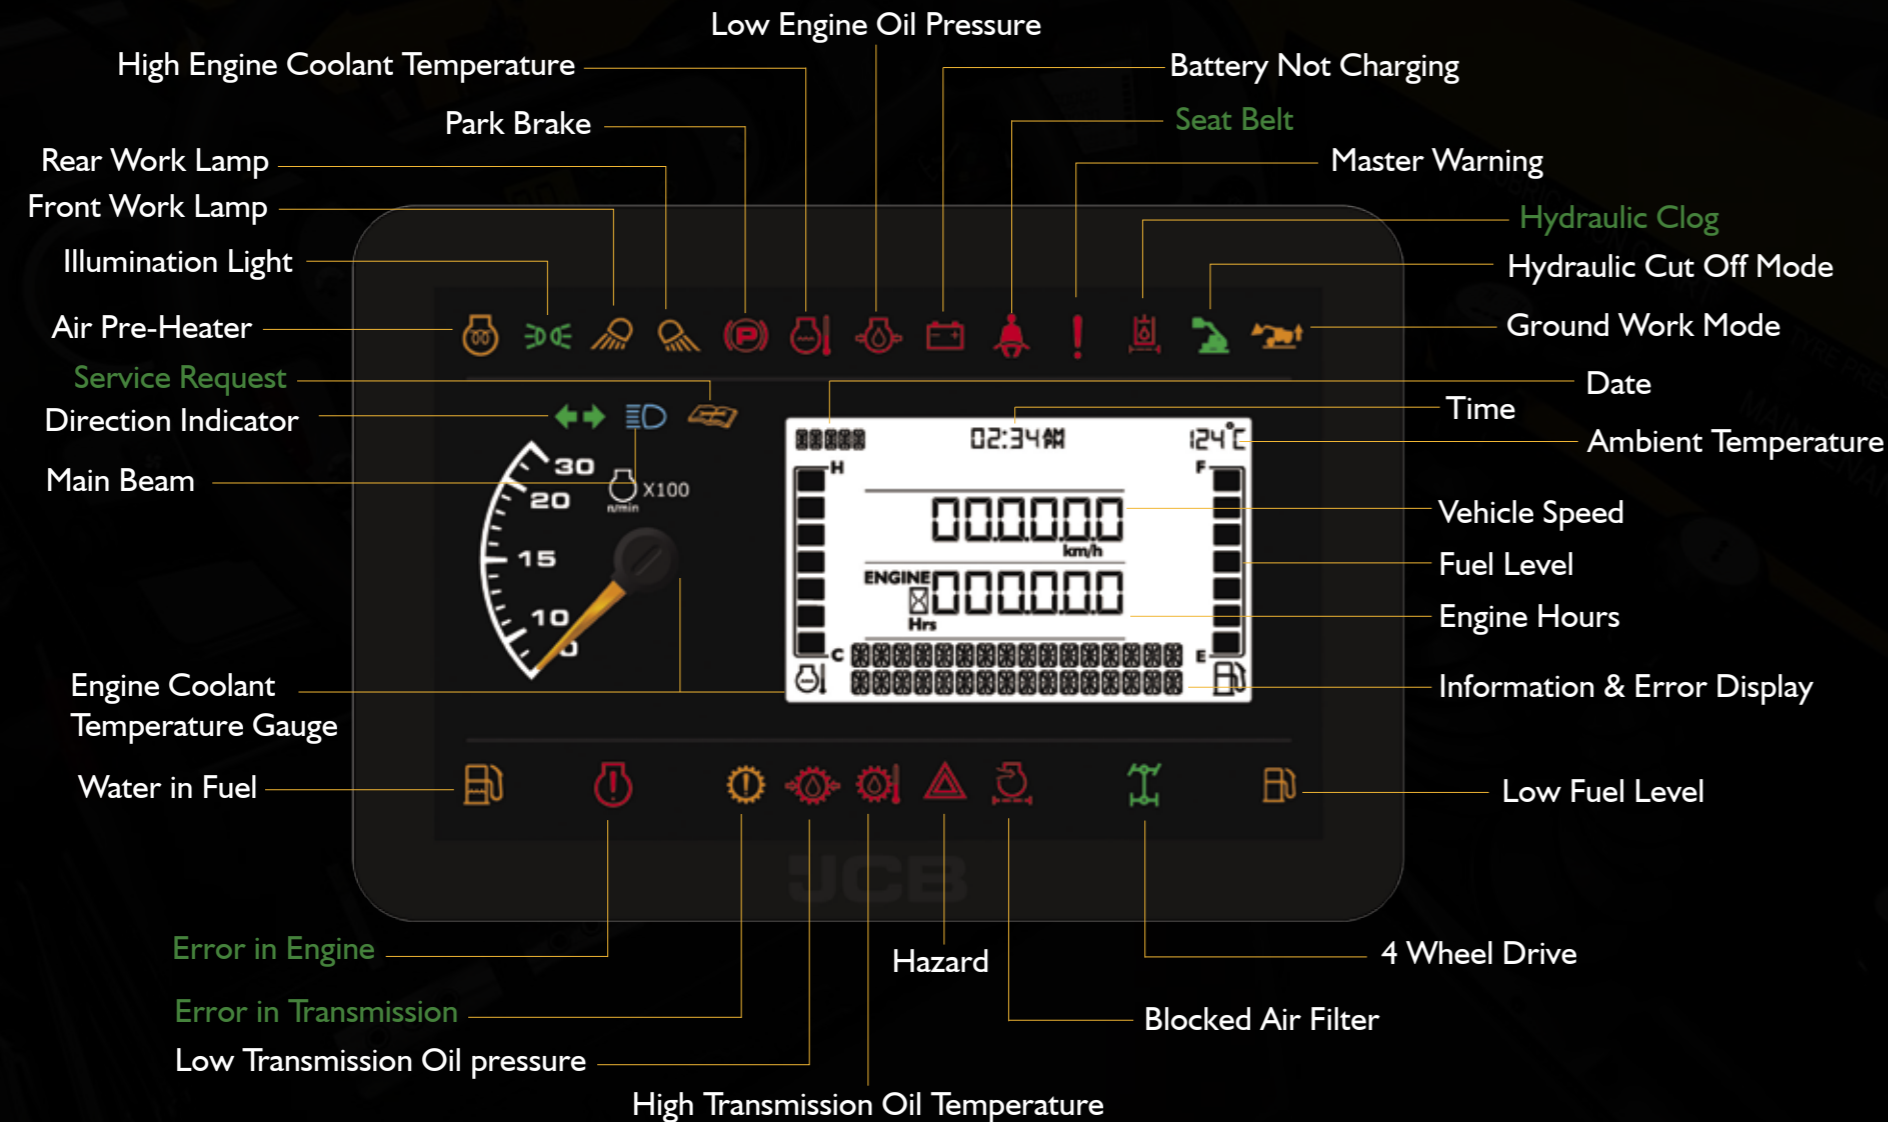 Low Engine Oil Pressure
High Engine Coolant Temperature
Battery Not Charging
Park Brake
Seat Belt
Rear Work Lamp
Master Warning
Front Work Lamp
Hydraulic Clog
Illumination Light
Hydraulic Cut Off Mode
Air Pre-Heater
Ground Work Mode
P
Service Request
Date
Direction Indicator
Time
02:34
124°C
Ambient Temperature
Main Beam
30
20
15
10
0
X100
n/min
H
F
000000
km/h
Vehicle Speed
Fuel Level
ENGINE
000000
Hrs
Engine Hours
C
E
Engine Coolant
Temperature Gauge
Information & Error Display
Water in Fuel
Low Fuel Level
JCB
Error in Engine
Hazard
4 Wheel Drive
Error in Transmission
Blocked Air Filter
Low Transmission Oil pressure
High Transmission Oil Temperature